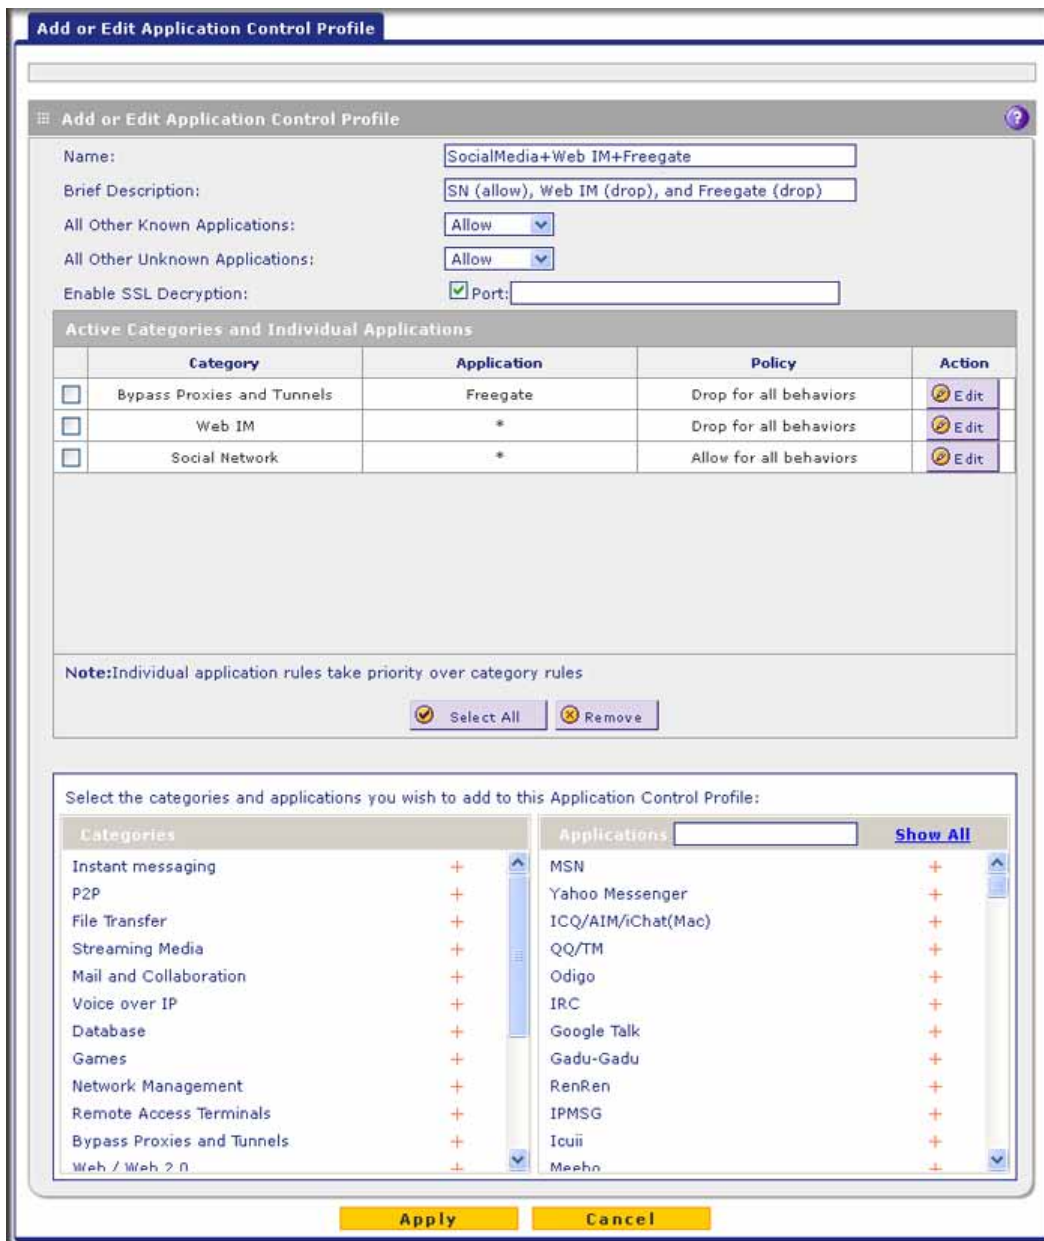 Add or Edit Application Control Profile
Add or Edit Application Control Profile ?
Name: SocialMedia+Web IM+Freegate
Brief Description: SN (allow), Web IM (drop), and Freegate (drop)
All Other Known Applications: Allow
All Other Unknown Applications: Allow
Enable SSL Decryption: Port:
Active Categories and Individual Applications
Category Application Policy Action
Bypass Proxies and Tunnels Freegate Drop for all behaviors Edit
Web IM * Drop for all behaviors Edit
Social Network * Allow for all behaviors Edit
Note:Individual application rules take priority over category rules
Select All Remove
Select the categories and applications you wish to add to this Application Control Profile:
Categories Applications Show All
Instant messaging + MSN +
P2P + Yahoo Messenger +
File Transfer + ICQ/AIM/iChat(Mac) +
Streaming Media + QQ/TM +
Mail and Collaboration + Odigo +
Voice over IP + IRC +
Database + Google Talk +
Games + Gadu-Gadu +
Network Management + RenRen +
Remote Access Terminals + IPMSG +
Bypass Proxies and Tunnels + Icuii +
Web / Web 2.0 + Meebo +
Apply Cancel